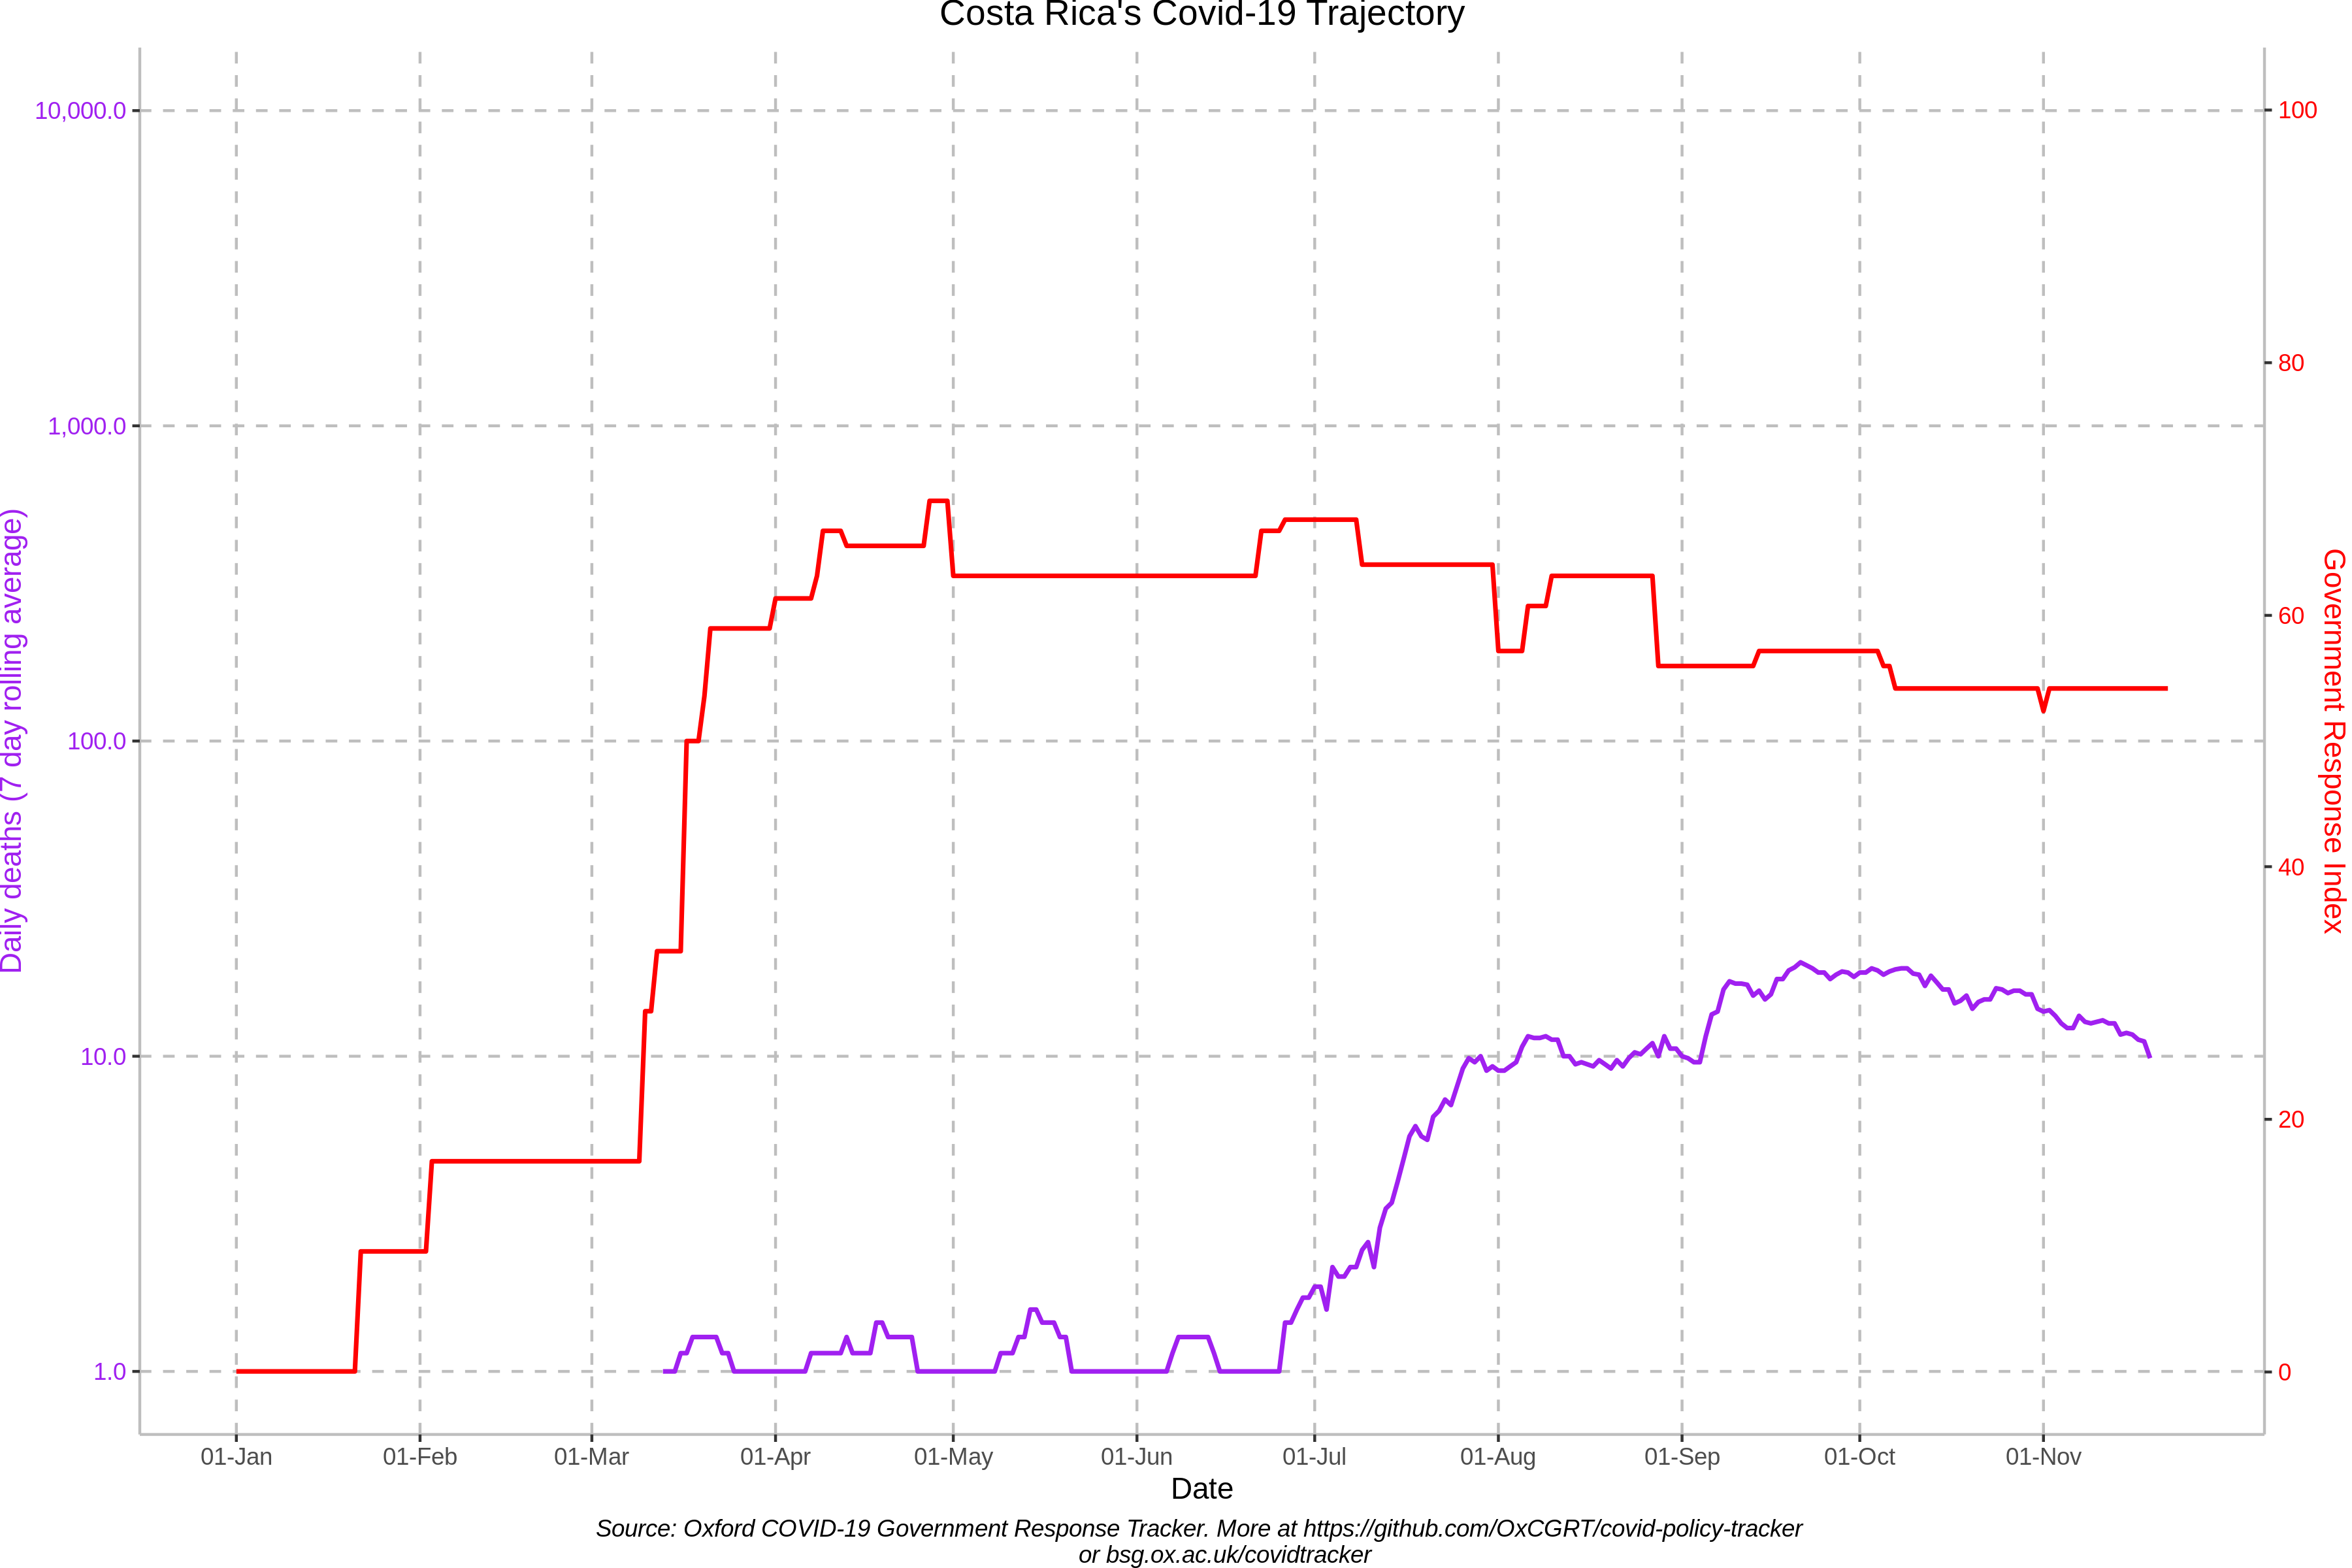 Costa Rica's Covid-19 Trajectory
10,000.0
1,000.0
100.0
10.0
1.0
Daily deaths (7 day rolling average)
100
80
60
40
20
0
Government Response Index
01-Jan
01-Feb
01-Mar
01-Apr
01-May
01-Jun
01-Jul
01-Aug
01-Sep
01-Oct
01-Nov
Date
Source: Oxford COVID-19 Government Response Tracker. More at https://github.com/OxCGRT/covid-policy-tracker
or bsg.ox.ac.uk/covidtracker